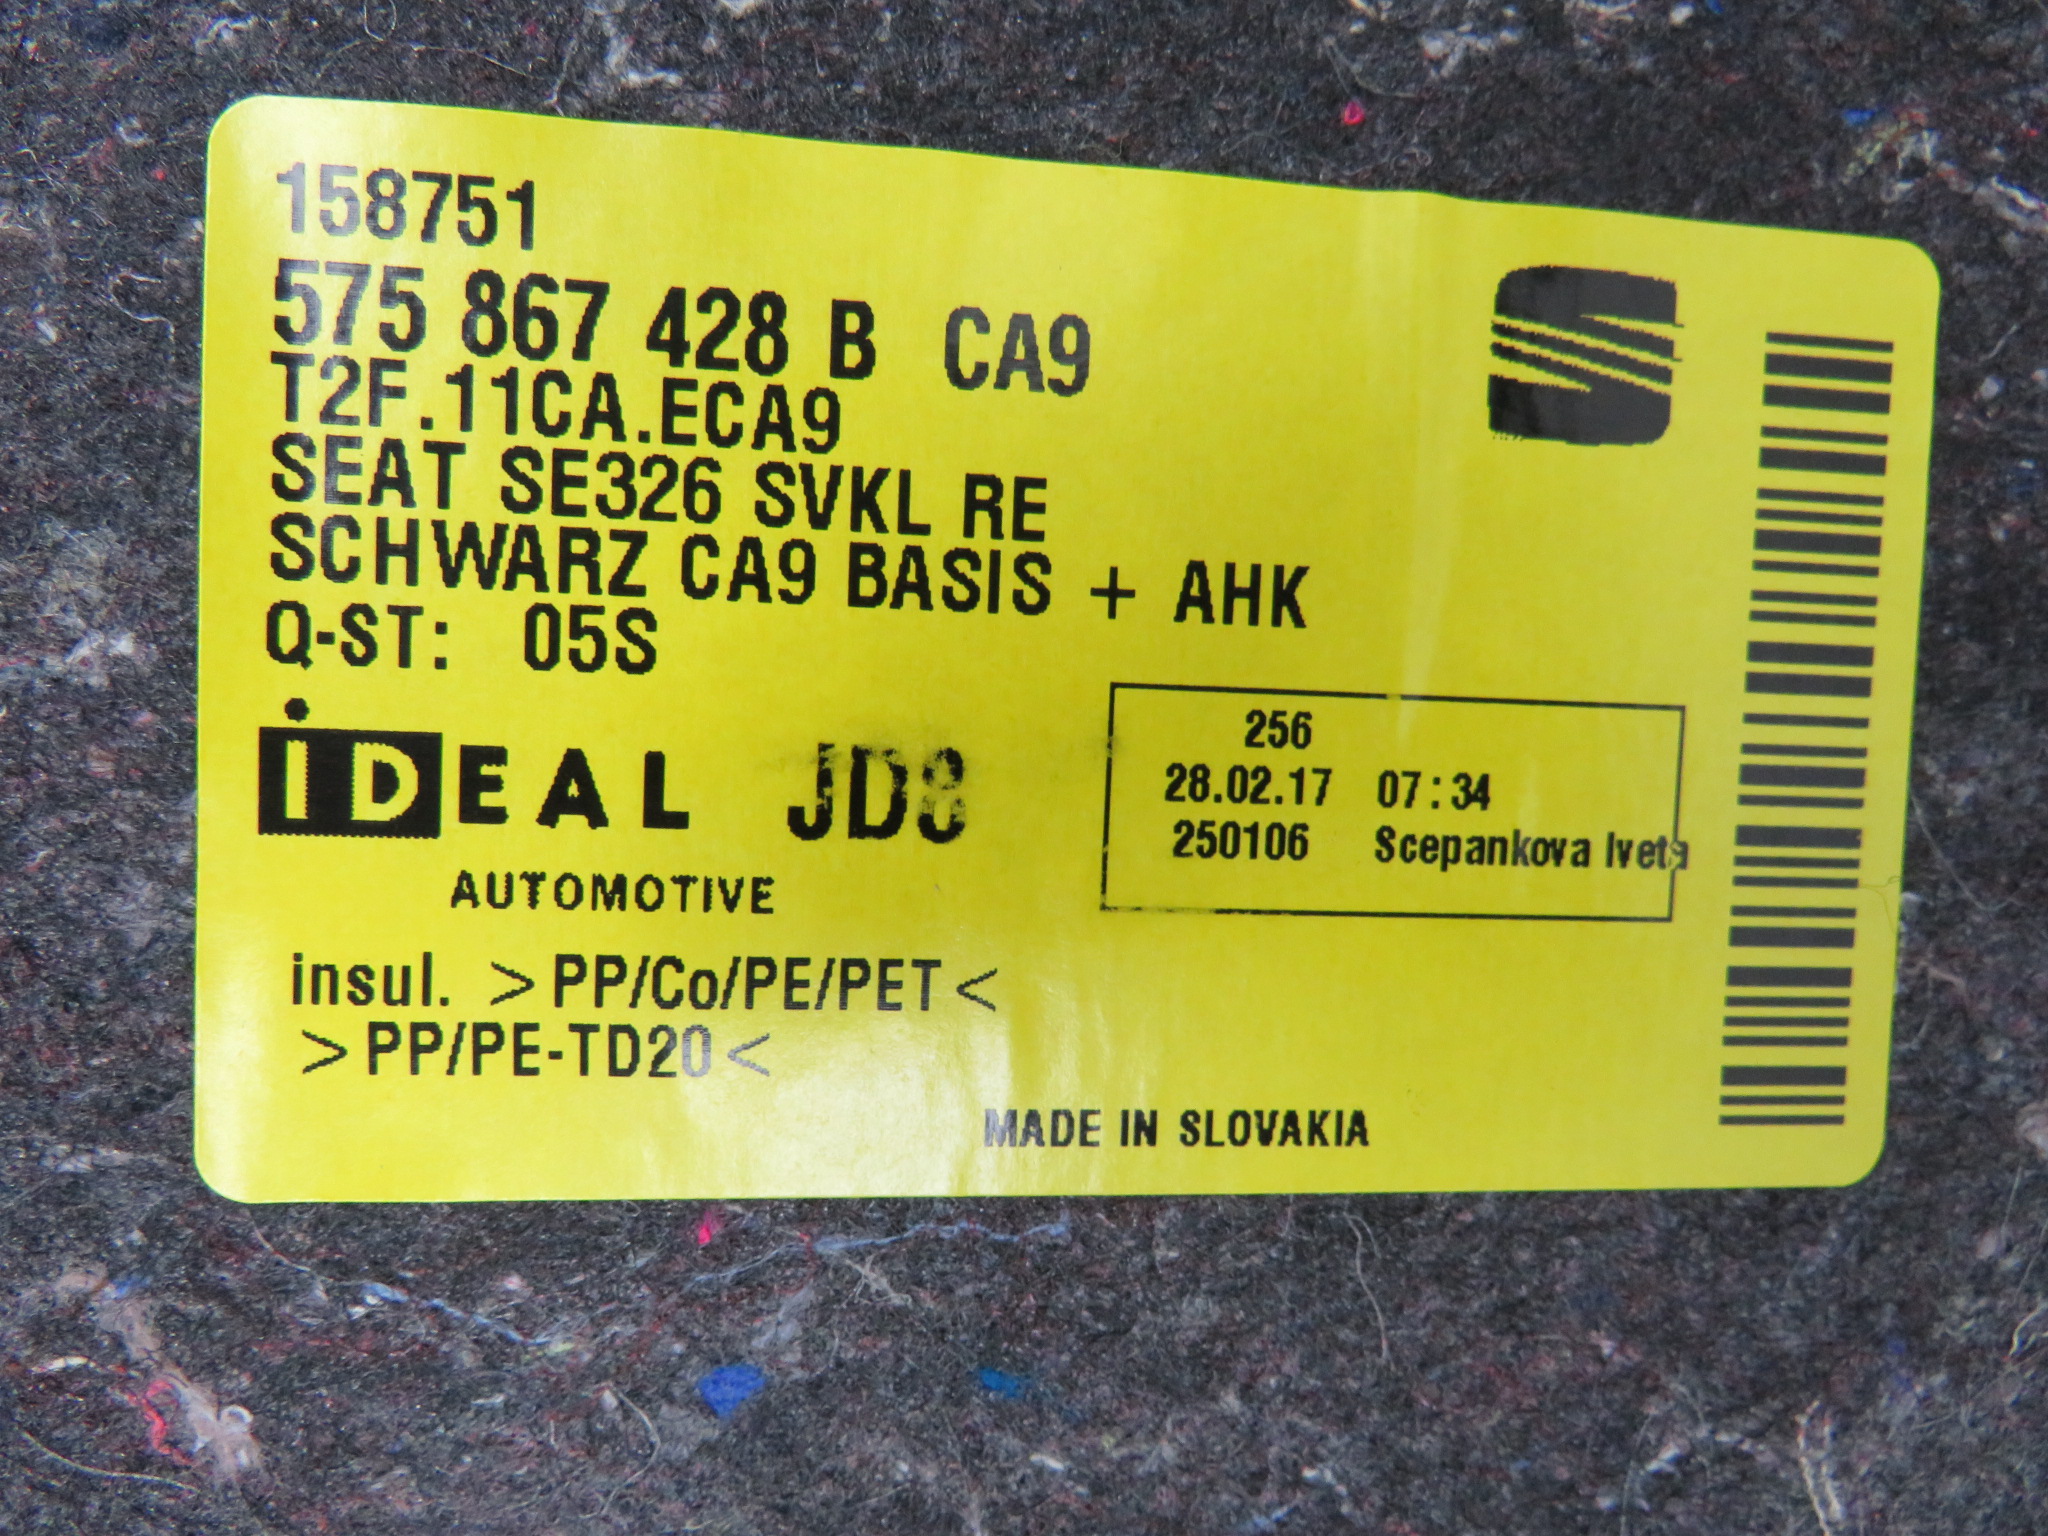 158751
575 867 428 B CA9
T2F.11CA.ECA9
SEAT SE326 SVKL RE
SCHWARZ CA9 BASIS + AHK
Q-ST: 05S
iDEAL JD8
AUTOMOTIVE
256
28.02.17 07:34
250106 Scepankova Iveta
insul. >PP/Co/PE/PET<
>PP/PE-TD20<
MADE IN SLOVAKIA